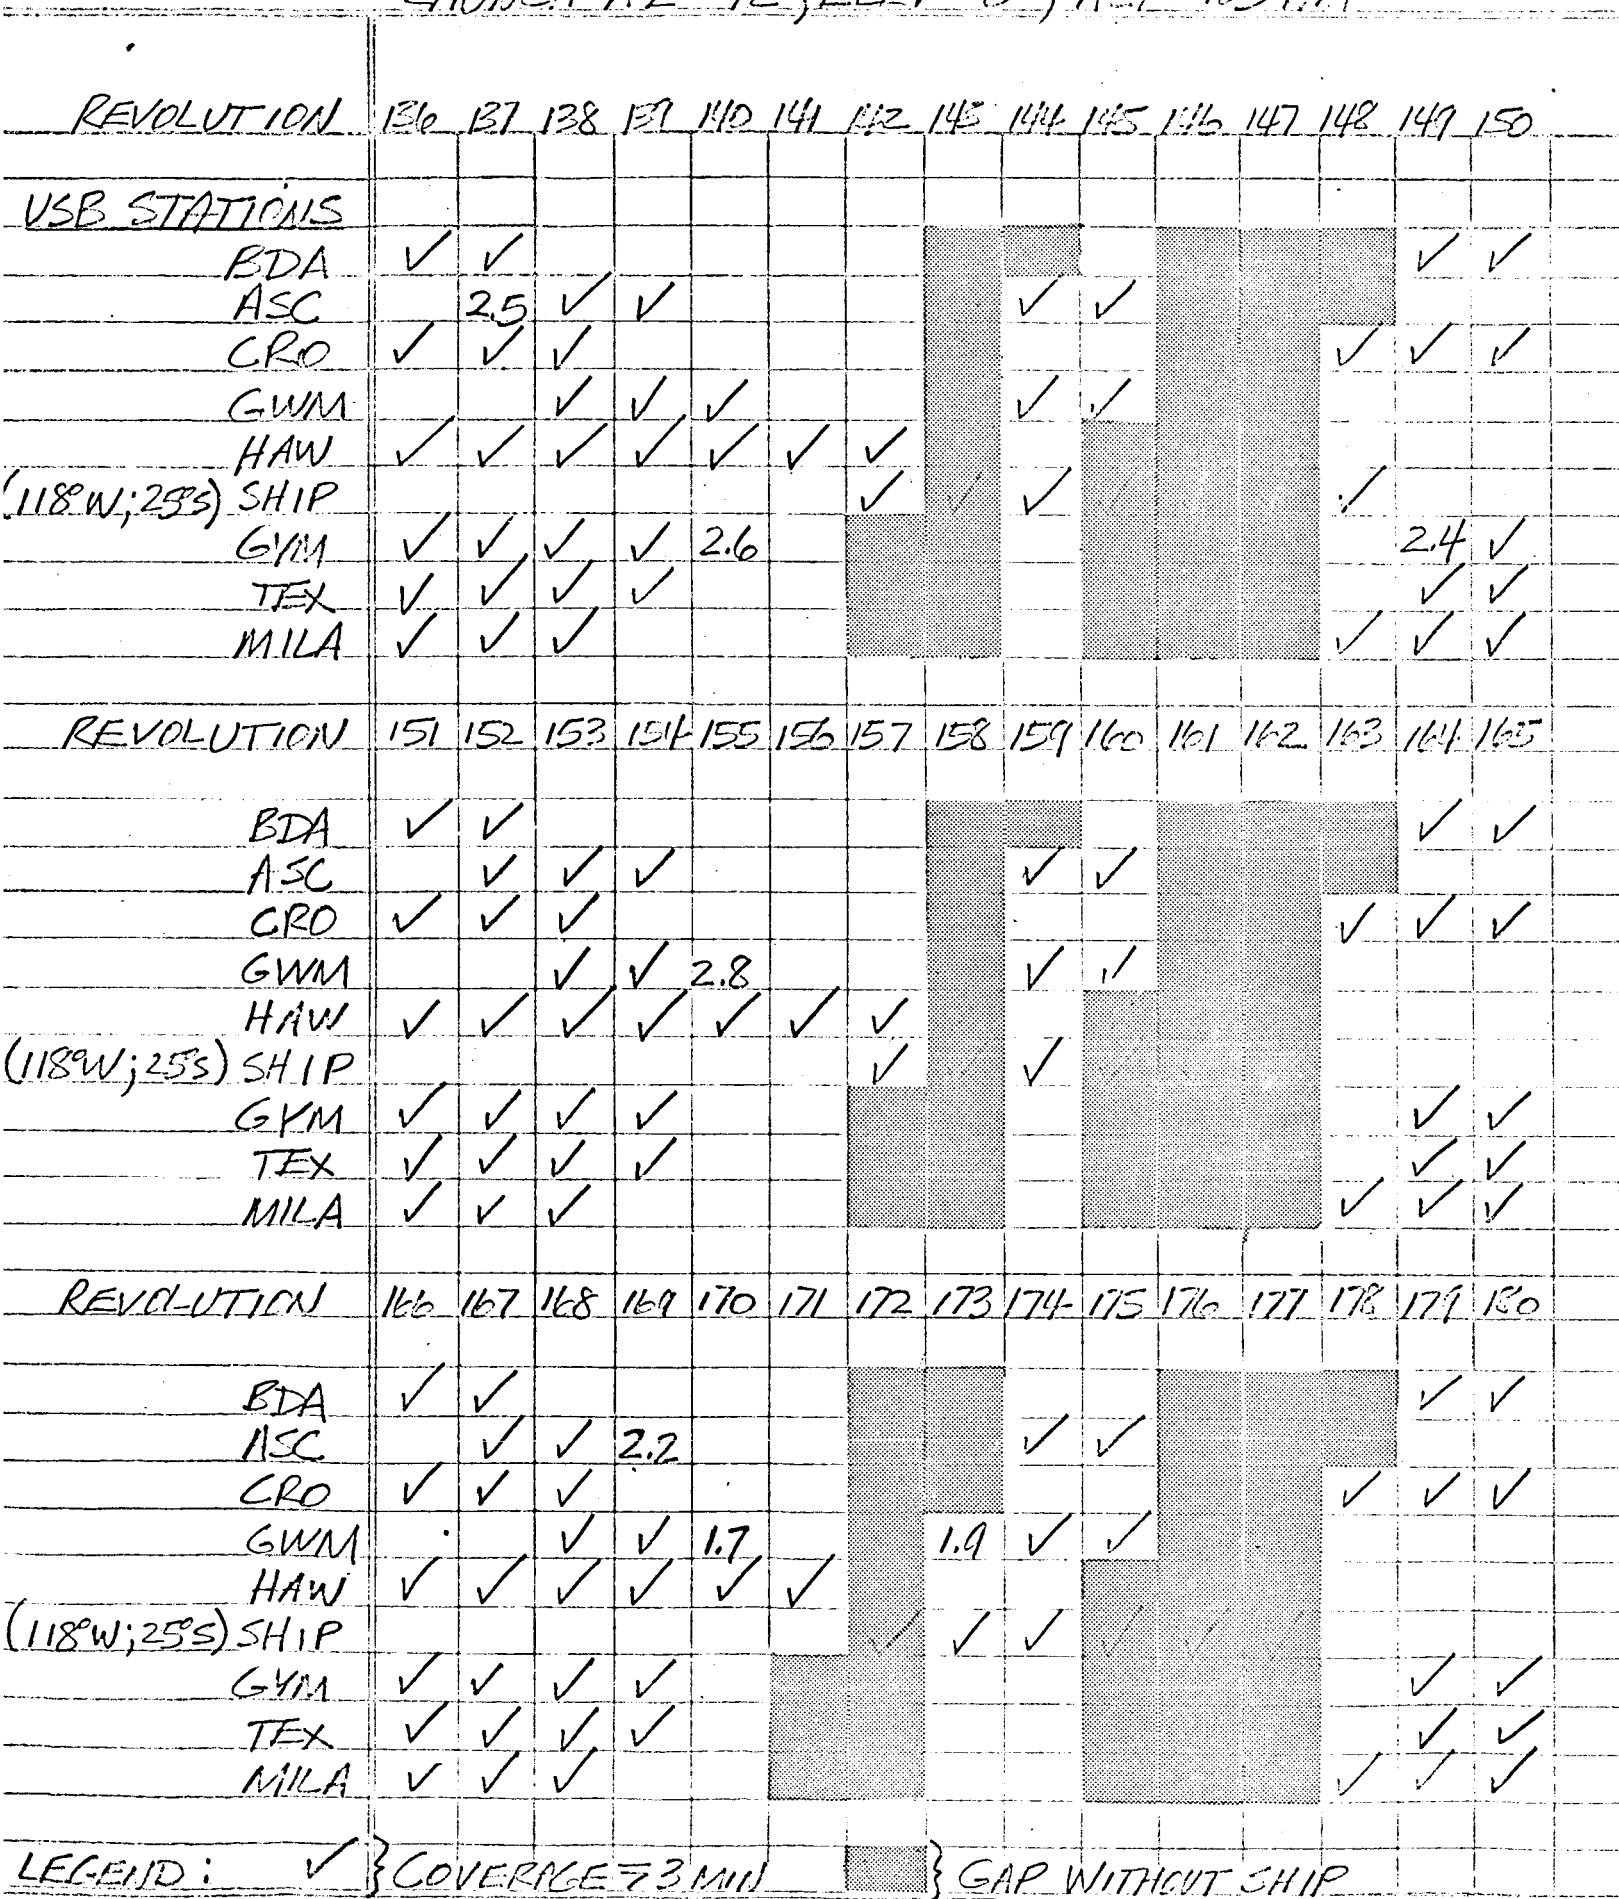 REVOLUTION 136 137 138 139 140 141 142 143 144 145 146 147 148 149 150
USB STATIONS
BDA ✓ ✓ ✓ ✓
ASC 2.5 ✓ ✓ ✓ ✓
CRO ✓ ✓ ✓ ✓ ✓ ✓
GWM ✓ ✓ ✓ ✓ ✓
HAW ✓ ✓ ✓ ✓ ✓ ✓ ✓
(118°W;25°S) SHIP ✓ ✓ ✓ ✓
GYM ✓ ✓ ✓ ✓ 2.6 2.4 ✓
TEX ✓ ✓ ✓ ✓ ✓ ✓
MILA ✓ ✓ ✓ ✓ ✓ ✓
REVOLUTION 151 152 153 154 155 156 157 158 159 160 161 162 163 164 165
BDA ✓ ✓ ✓ ✓
ASC ✓ ✓ ✓ ✓ ✓
CRO ✓ ✓ ✓ ✓ ✓ ✓
GWM ✓ ✓ 2.8 ✓ ✓
HAW ✓ ✓ ✓ ✓ ✓ ✓ ✓
(118°W;25°S) SHIP ✓ ✓
GYM ✓ ✓ ✓ ✓ ✓ ✓
TEX ✓ ✓ ✓ ✓ ✓ ✓
MILA ✓ ✓ ✓ ✓ ✓ ✓
REVOLUTION 166 167 168 169 170 171 172 173 174 175 176 177 178 179 180
BDA ✓ ✓ ✓ ✓
ASC ✓ ✓ 2.2 ✓ ✓
CRO ✓ ✓ ✓ ✓ ✓ ✓
GWM ✓ ✓ 1.7 1.9 ✓ ✓
HAW ✓ ✓ ✓ ✓ ✓ ✓
(118°W;25°S) SHIP ✓ ✓ ✓
GYM ✓ ✓ ✓ ✓ ✓ ✓
TEX ✓ ✓ ✓ ✓ ✓ ✓
MILA ✓ ✓ ✓ ✓ ✓ ✓
LEGEND: ✓ } COVERAGE ≥ 3 MIN } GAP WITHOUT SHIP